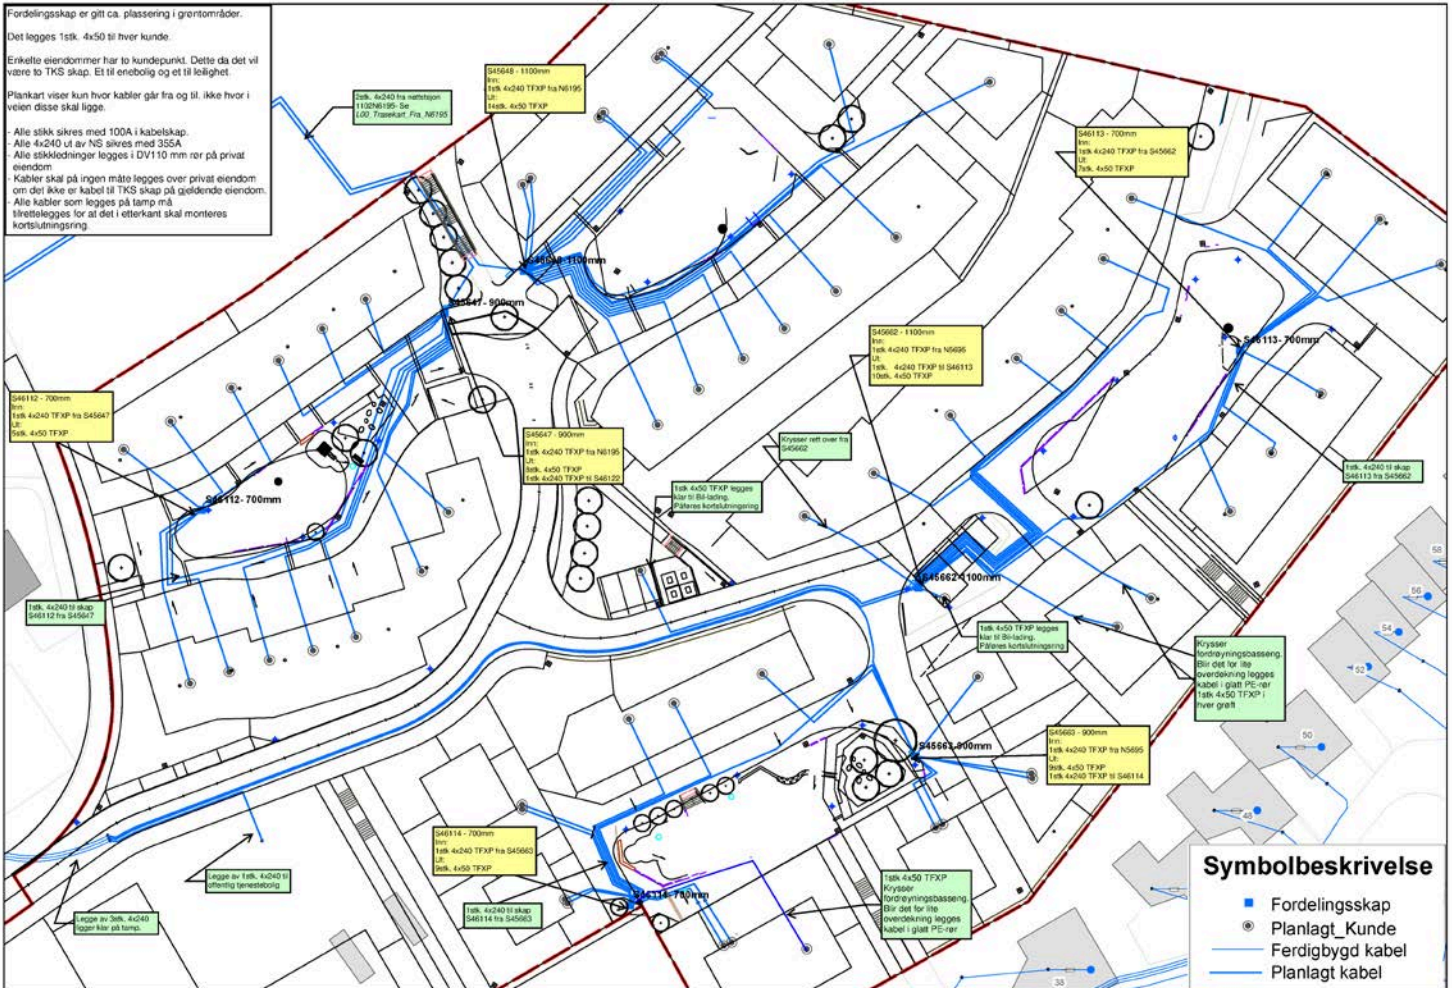 Fordelingsskap er gitt ca. plassering i grøntområder.
Det legges 1stk. 4x50 til hver kunde.
Enkelte eiendommer har to kundepunkt. Dette da det vil
være to TKS skap. Et til enebolig og et til leilighet.
Plankart viser kun hvor kabler går fra og til, ikke hvor i
veien disse skal ligge.
- Alle stikk sikres med 100A i kabelskap.
- Alle 4x240 ut av NS sikres med 355A
- Alle stikkledninger legges i DV110 mm rør på privat
eiendom
- Kabler skal på ingen måte legges over privat eiendom
om det ikke er kabel til TKS skap på gjeldende eiendom.
- Alle kabler som legges på tamp må
tilrettelegges for at det i etterkant skal monteres
kortslutningsring.
2stk. 4x240 fra nettstsjon
1102N6195- Se
L00_Trasekart_Fra_N6195
S45648 - 1100mm
Inn:
1stk 4x240 TFXP fra N6195
Ut:
14stk. 4x50 TFXP
S46113 - 700mm
Inn:
1stk 4x240 TFXP fra S45662
Ut:
7stk. 4x50 TFXP
S45648-1100mm
S45647- 900mm
S45662 - 1100mm
Inn:
1stk 4x240 TFXP fra N5695
Ut:
1stk. 4x240 TFXP til S46113
10stk. 4x50 TFXP
S46113- 700mm
S46112 - 700mm
Inn:
1stk 4x240 TFXP fra S45647
Ut:
5stk. 4x50 TFXP
S45647 - 900mm
Inn:
1stk 4x240 TFXP fra N6195
Ut:
8stk. 4x50 TFXP
1stk 4x240 TFXP til S46122
Krysser rett over fra
S45662
1stk. 4x240 til skap
S46113 fra S45662
S46112- 700mm
1stk 4x50 TFXP legges
klar til Bil-lading.
Påføres kortslutningsring
S45662-1100mm
1stk. 4x240 til skap
S46112 fra S45647
1stk 4x50 TFXP legges
klar til Bil-lading.
Påføres kortslutningsring
Krysser
fordrøyningsbasseng.
Blir det for lite
overdekning legges
kabel i glatt PE-rør
1stk 4x50 TFXP i
hver grøft
58
56
54
52
50
48
38
S45663-900mm
S45663 - 900mm
Inn:
1stk 4x240 TFXP fra N5695
Ut:
9stk. 4x50 TFXP
1stk 4x240 TFXP til S46114
S46114 - 700mm
Inn:
1stk 4x240 TFXP fra S45663
Ut:
9stk. 4x50 TFXP
S46114- 700mm
1stk. 4x240 til skap
S46114 fra S45663
Legge av 1stk. 4x240 til
offentlig tjenestebolig
Legge av 3stk. 4x240
ligger klar på tamp.
1stk 4x50 TFXP
Krysser
fordrøyningsbasseng.
Blir det for lite
overdekning legges
kabel i glatt PE-rør
Symbolbeskrivelse
Fordelingsskap
Planlagt_Kunde
Ferdigbygd kabel
Planlagt kabel